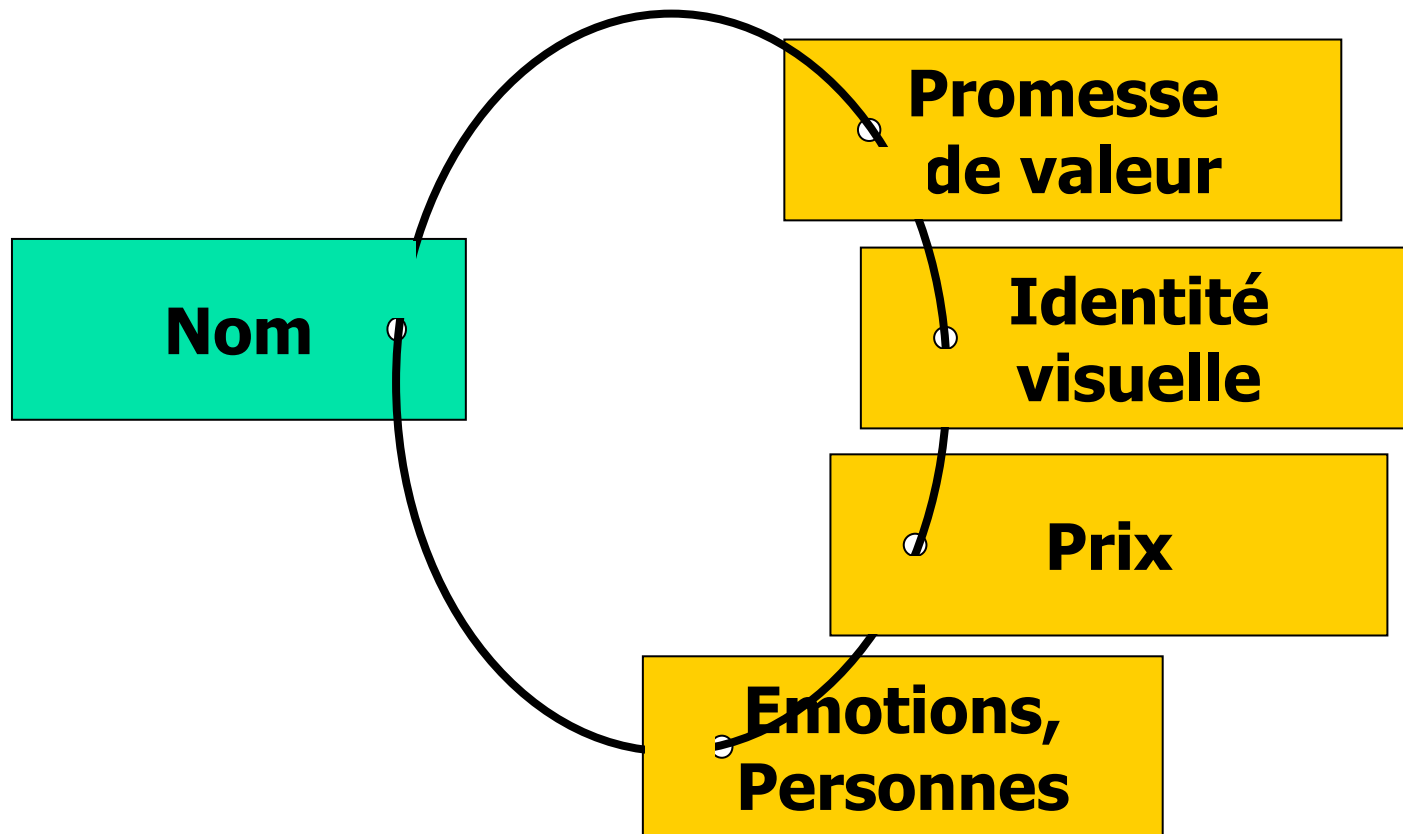 Promesse
de valeur
Nom
Identité
visuelle
Prix
Emotions,
Personnes